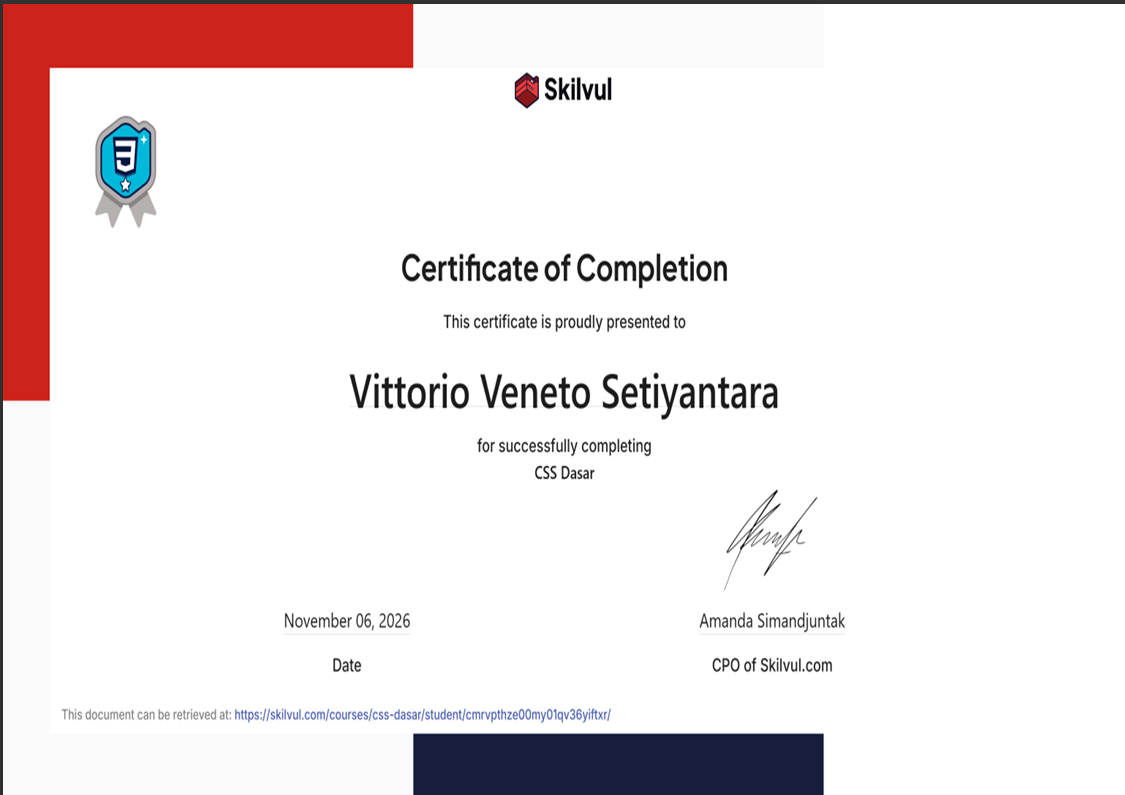 Skilvul
Certificate of Completion
This certificate is proudly presented to
Vittorio Veneto Setiyantara
for successfully completing
CSS Dasar
November 06, 2026
Amanda Simandjuntak
Date
CPO of Skilvul.com
This document can be retrieved at: https://skilvul.com/courses/css-dasar/student/cmrvpthze00my01qv36yiftxr/